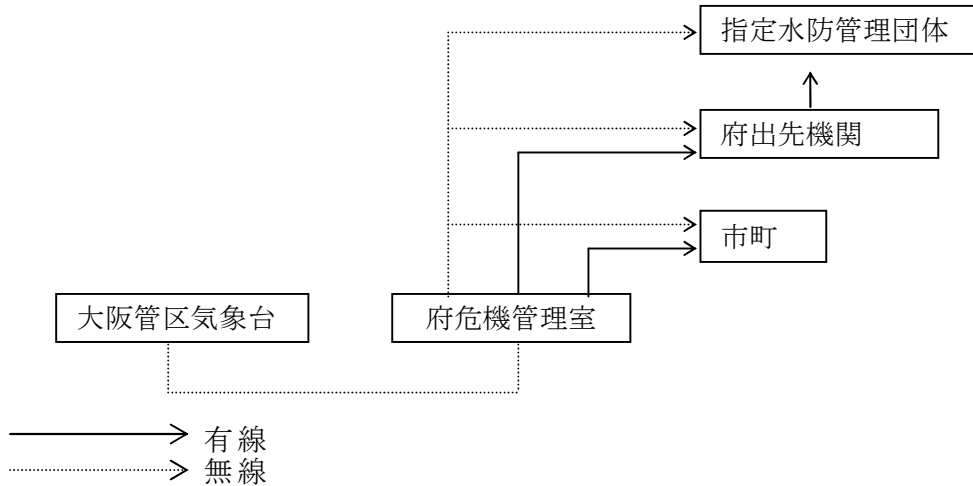 指定水防管理団体
府出先機関
市町
大阪管区気象台
府危機管理室
有線
無線